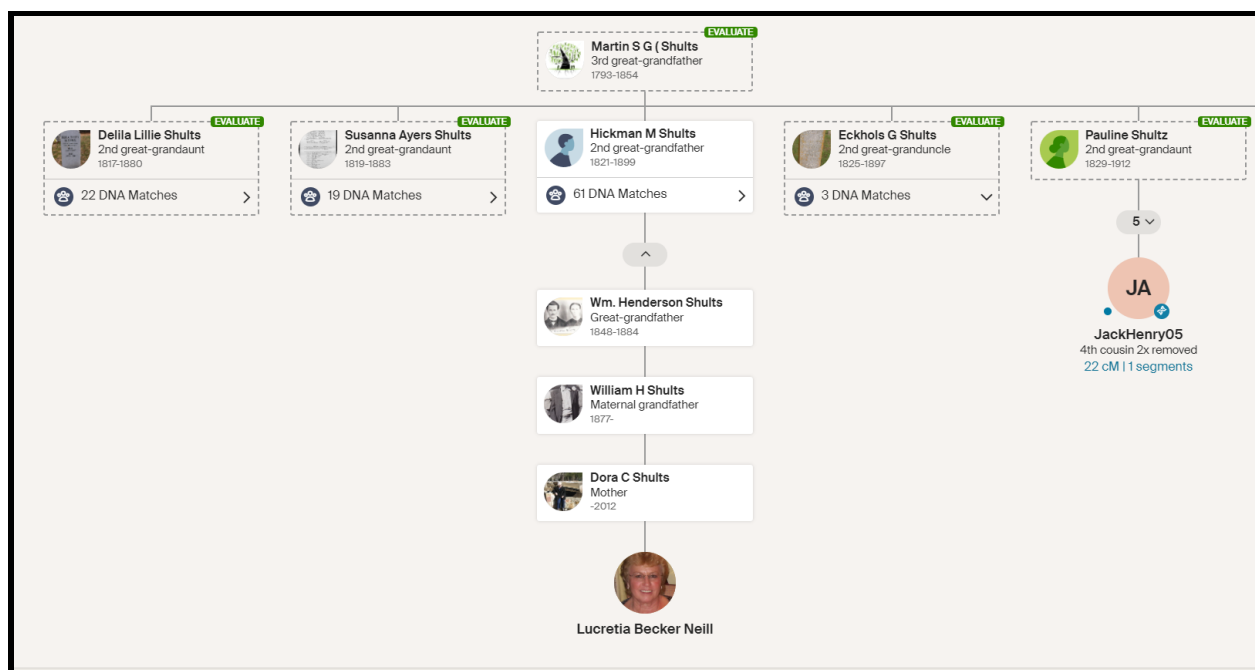 EVALUATE
Martin S G ( Shults
3rd great-grandfather
1793-1854
EVALUATE
Delila Lillie Shults
2nd great-grandaunt
1817-1880
22 DNA Matches
EVALUATE
Susanna Ayers Shults
2nd great-grandaunt
1819-1883
19 DNA Matches
Hickman M Shults
2nd great-grandfather
1821-1899
61 DNA Matches
EVALUATE
Eckhols G Shults
2nd great-granduncle
1825-1897
3 DNA Matches
EVALUATE
Pauline Shultz
2nd great-grandaunt
1829-1912
5
JA
JackHenry05
4th cousin 2x removed
22 cM | 1 segments
Wm. Henderson Shults
Great-grandfather
1848-1884
William H Shults
Maternal grandfather
1877-
Dora C Shults
Mother
-2012
Lucretia Becker Neill